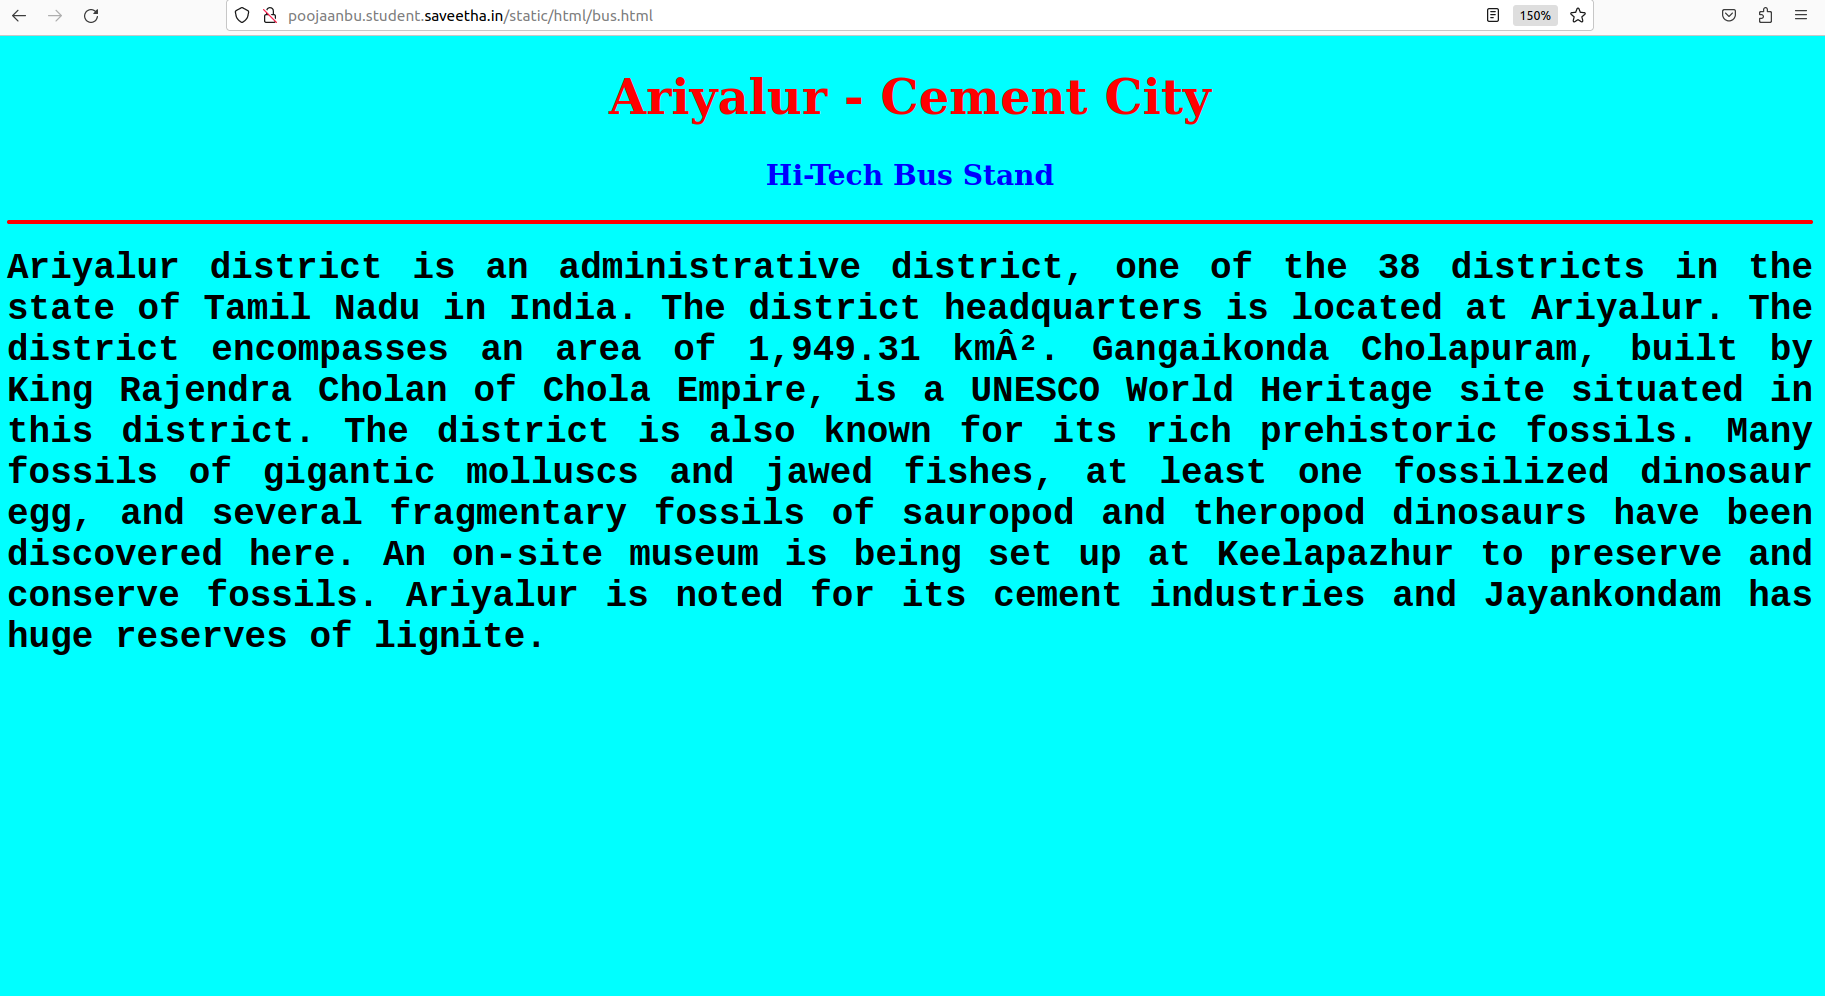 poojaanbu.student.saveetha.in/static/html/bus.html
150%
Ariyalur - Cement City
Hi-Tech Bus Stand
Ariyalur district is an administrative district, one of the 38 districts in the
state of Tamil Nadu in India. The district headquarters is located at Ariyalur. The
district encompasses an area of 1,949.31 kmÂ². Gangaikonda Cholapuram, built by
King Rajendra Cholan of Chola Empire, is a UNESCO World Heritage site situated in
this district. The district is also known for its rich prehistoric fossils. Many
fossils of gigantic molluscs and jawed fishes, at least one fossilized dinosaur
egg, and several fragmentary fossils of sauropod and theropod dinosaurs have been
discovered here. An on-site museum is being set up at Keelapazhur to preserve and
conserve fossils. Ariyalur is noted for its cement industries and Jayankondam has
huge reserves of lignite.